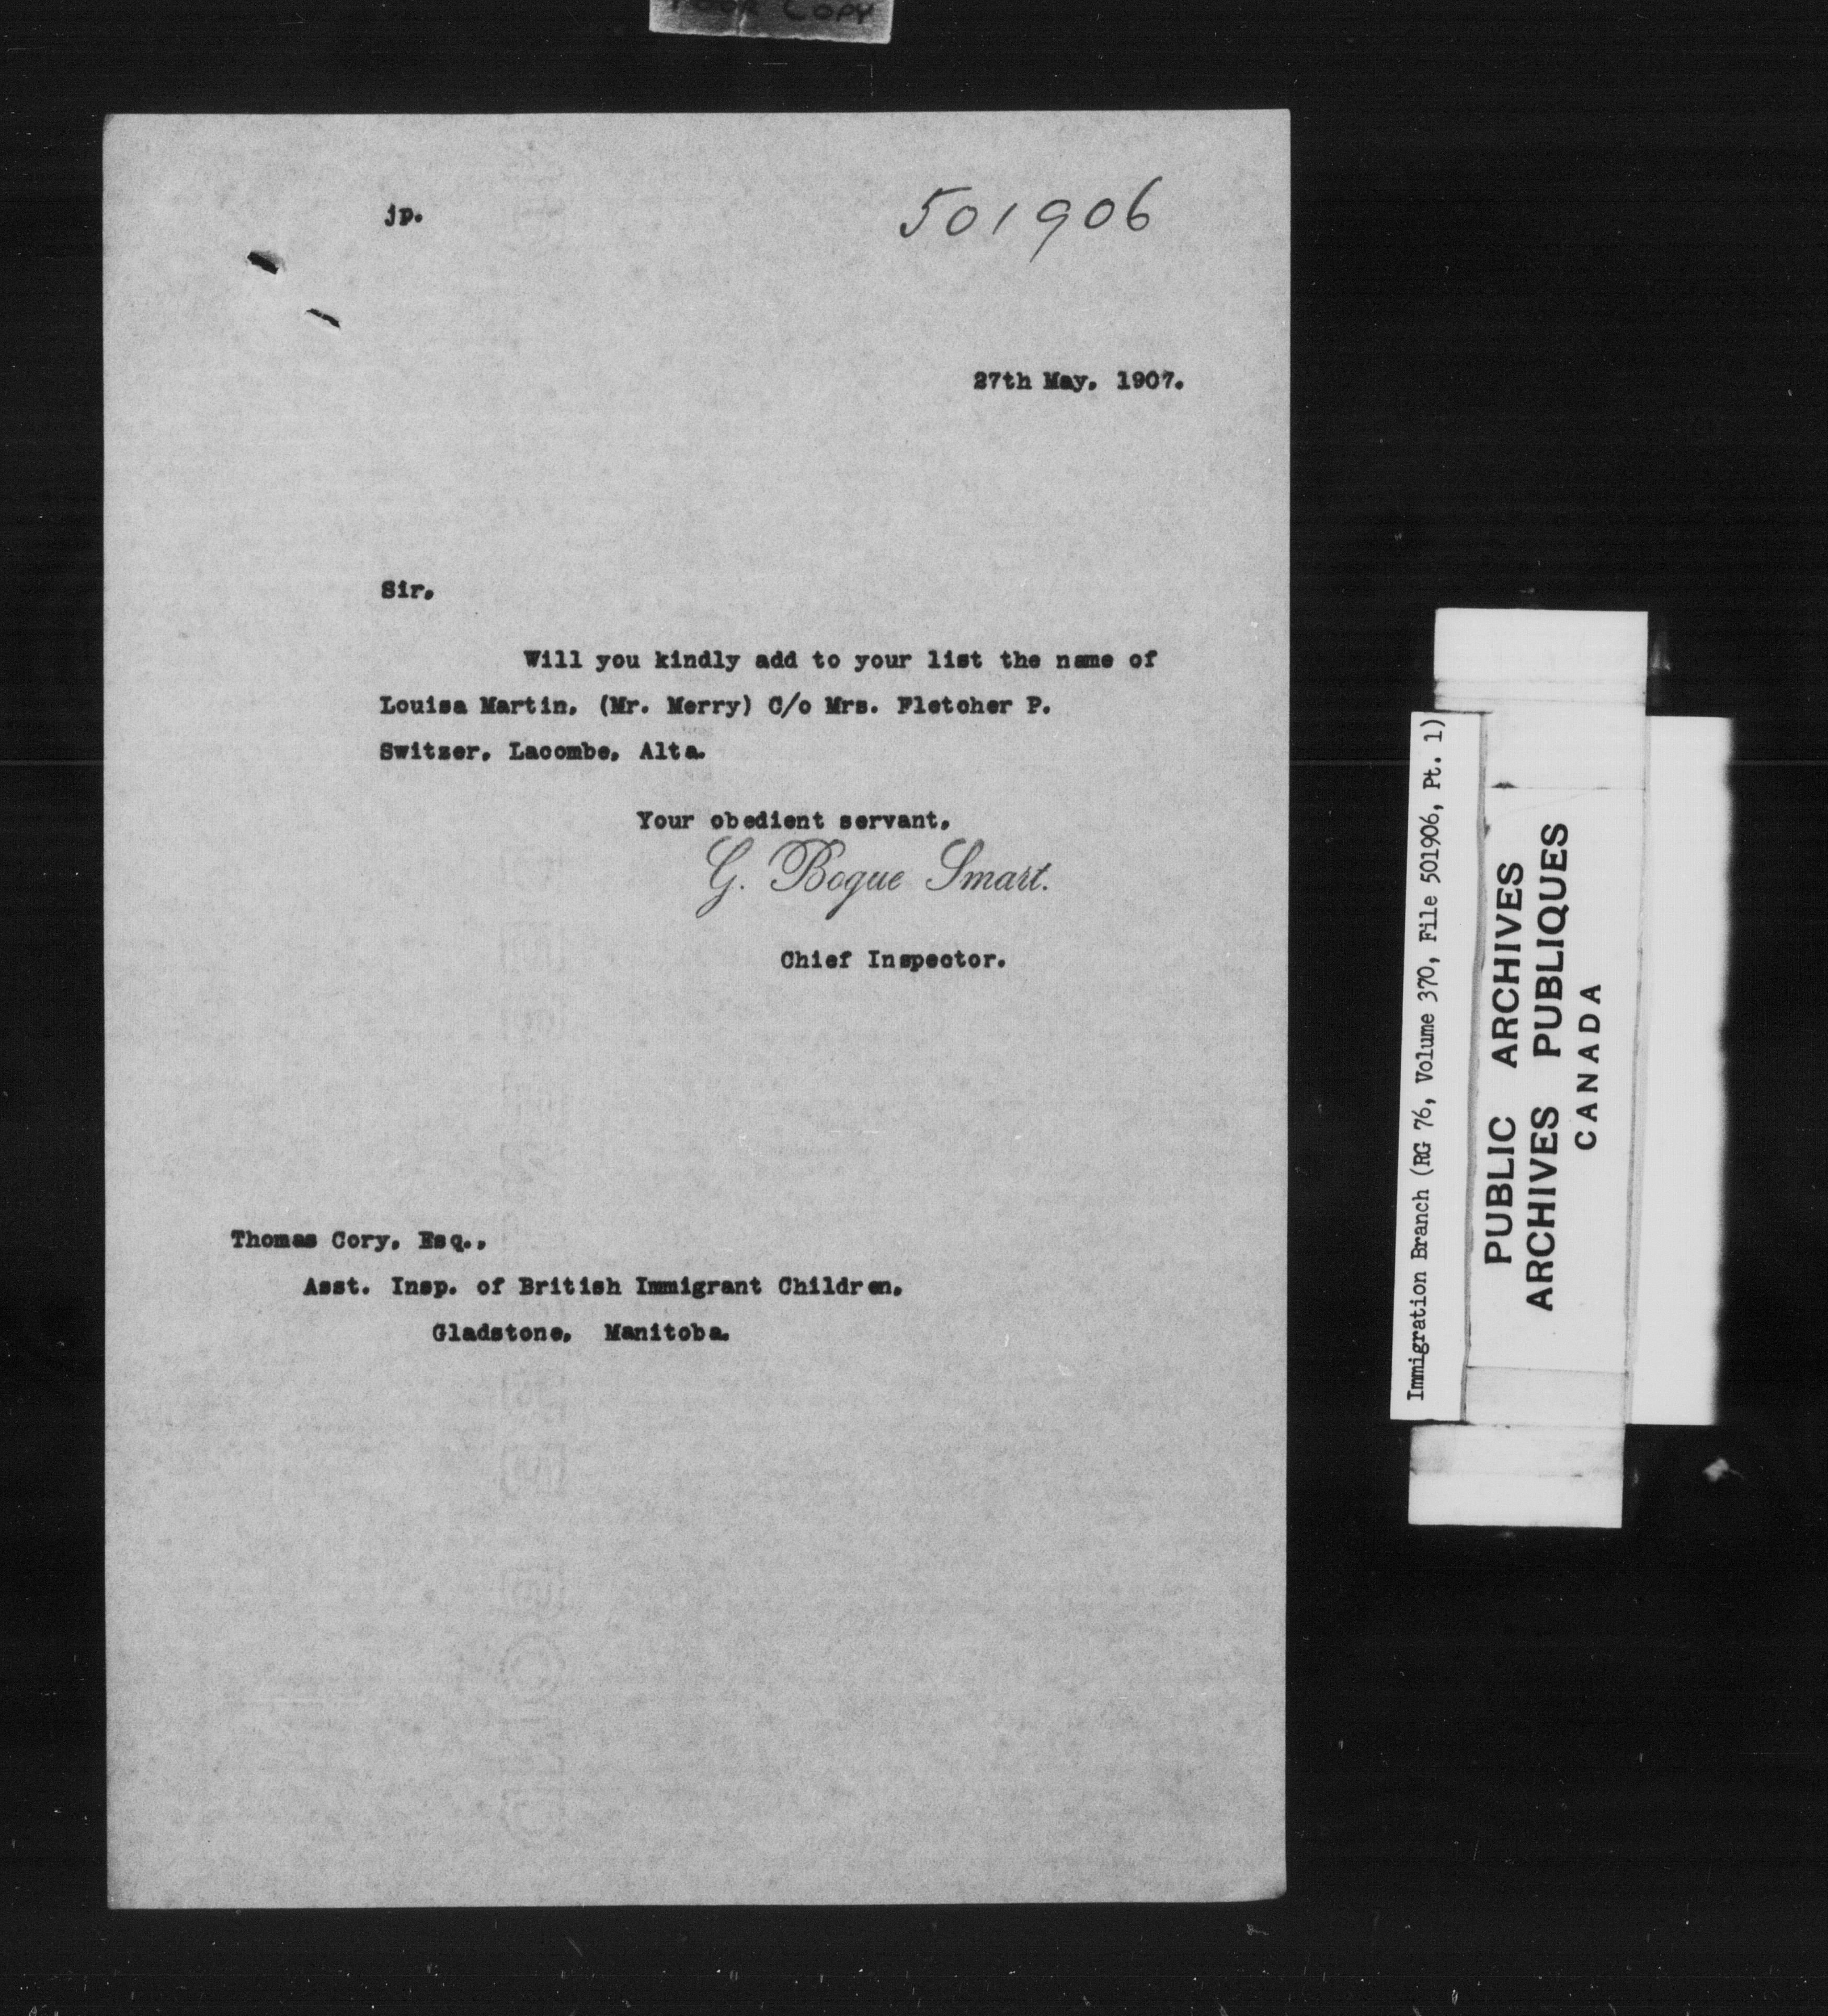 POOR COPY
jp.
501906
27th May, 1907.
Sir,
Will you kindly add to your list the name of
Louisa Martin, (Mr. Merry) C/o Mrs. Fletcher P.
Switzer, Lacombe, Alta.
Your obedient servant,
G. Bogue Smart.
Chief Inspector.
Thomas Cory, Esq.,
Asst. Insp. of British Immigrant Children,
Gladstone, Manitoba.
Immigration Branch (RG 76, Volume 370, File 501906, Pt. 1)
PUBLIC ARCHIVES
ARCHIVES PUBLIQUES
CANADA